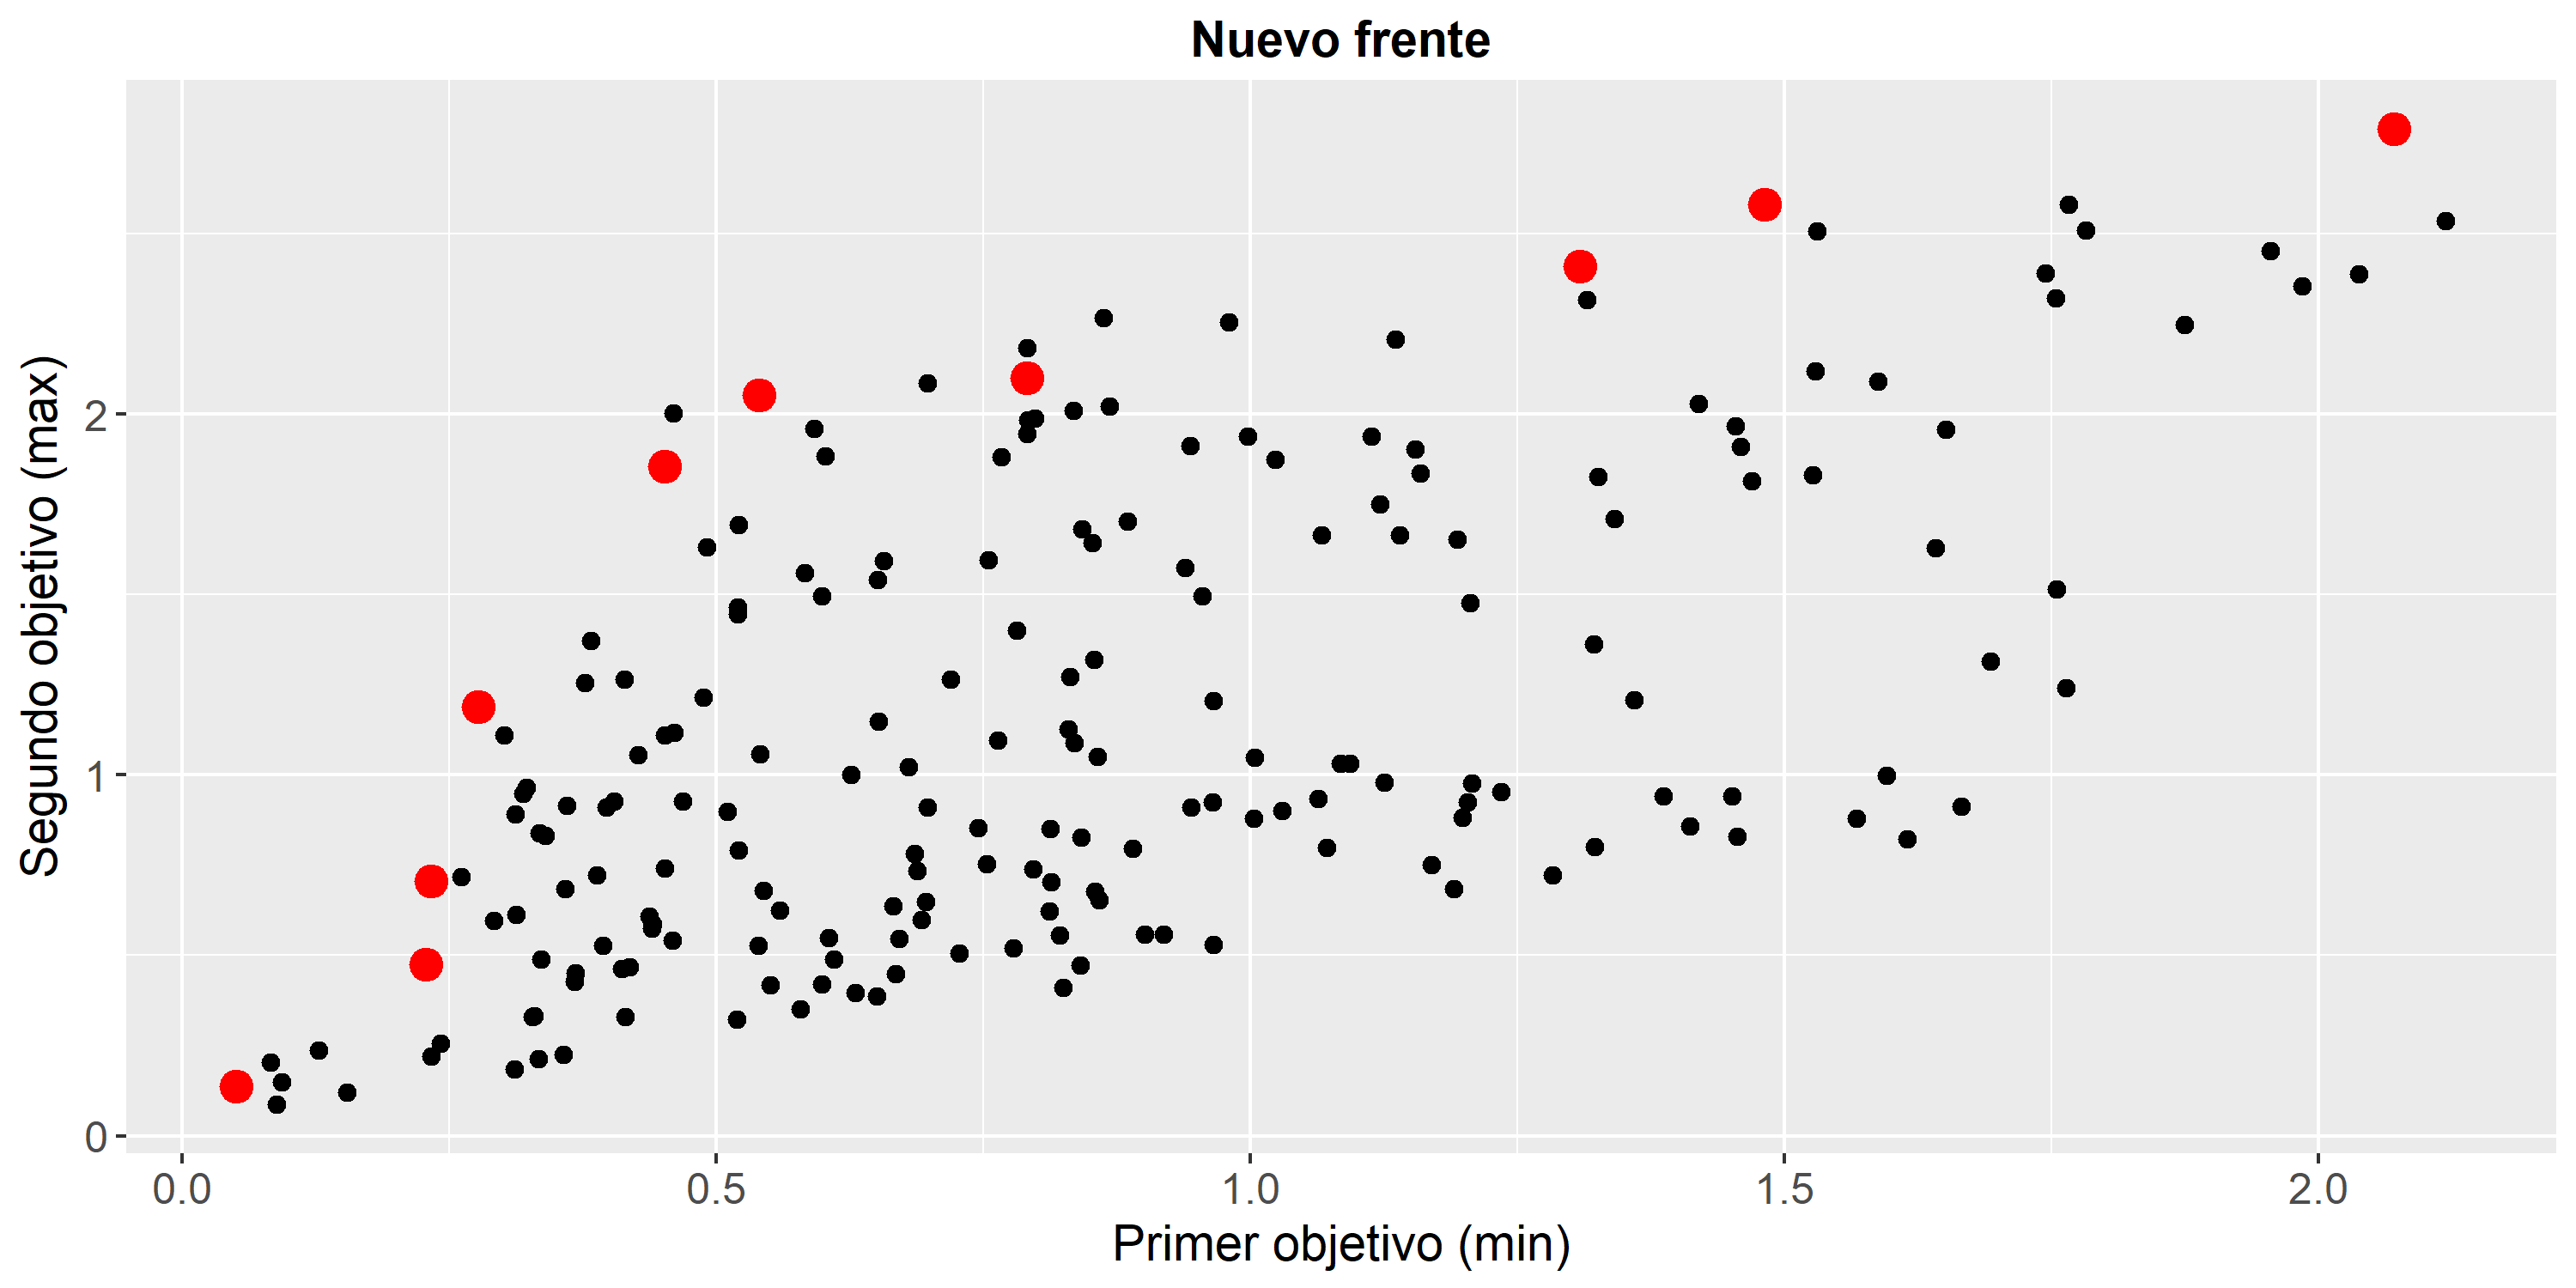 Nuevo frente
Segundo objetivo (max)
2
1
0
0.0 0.5 1.0 1.5 2.0
Primer objetivo (min)